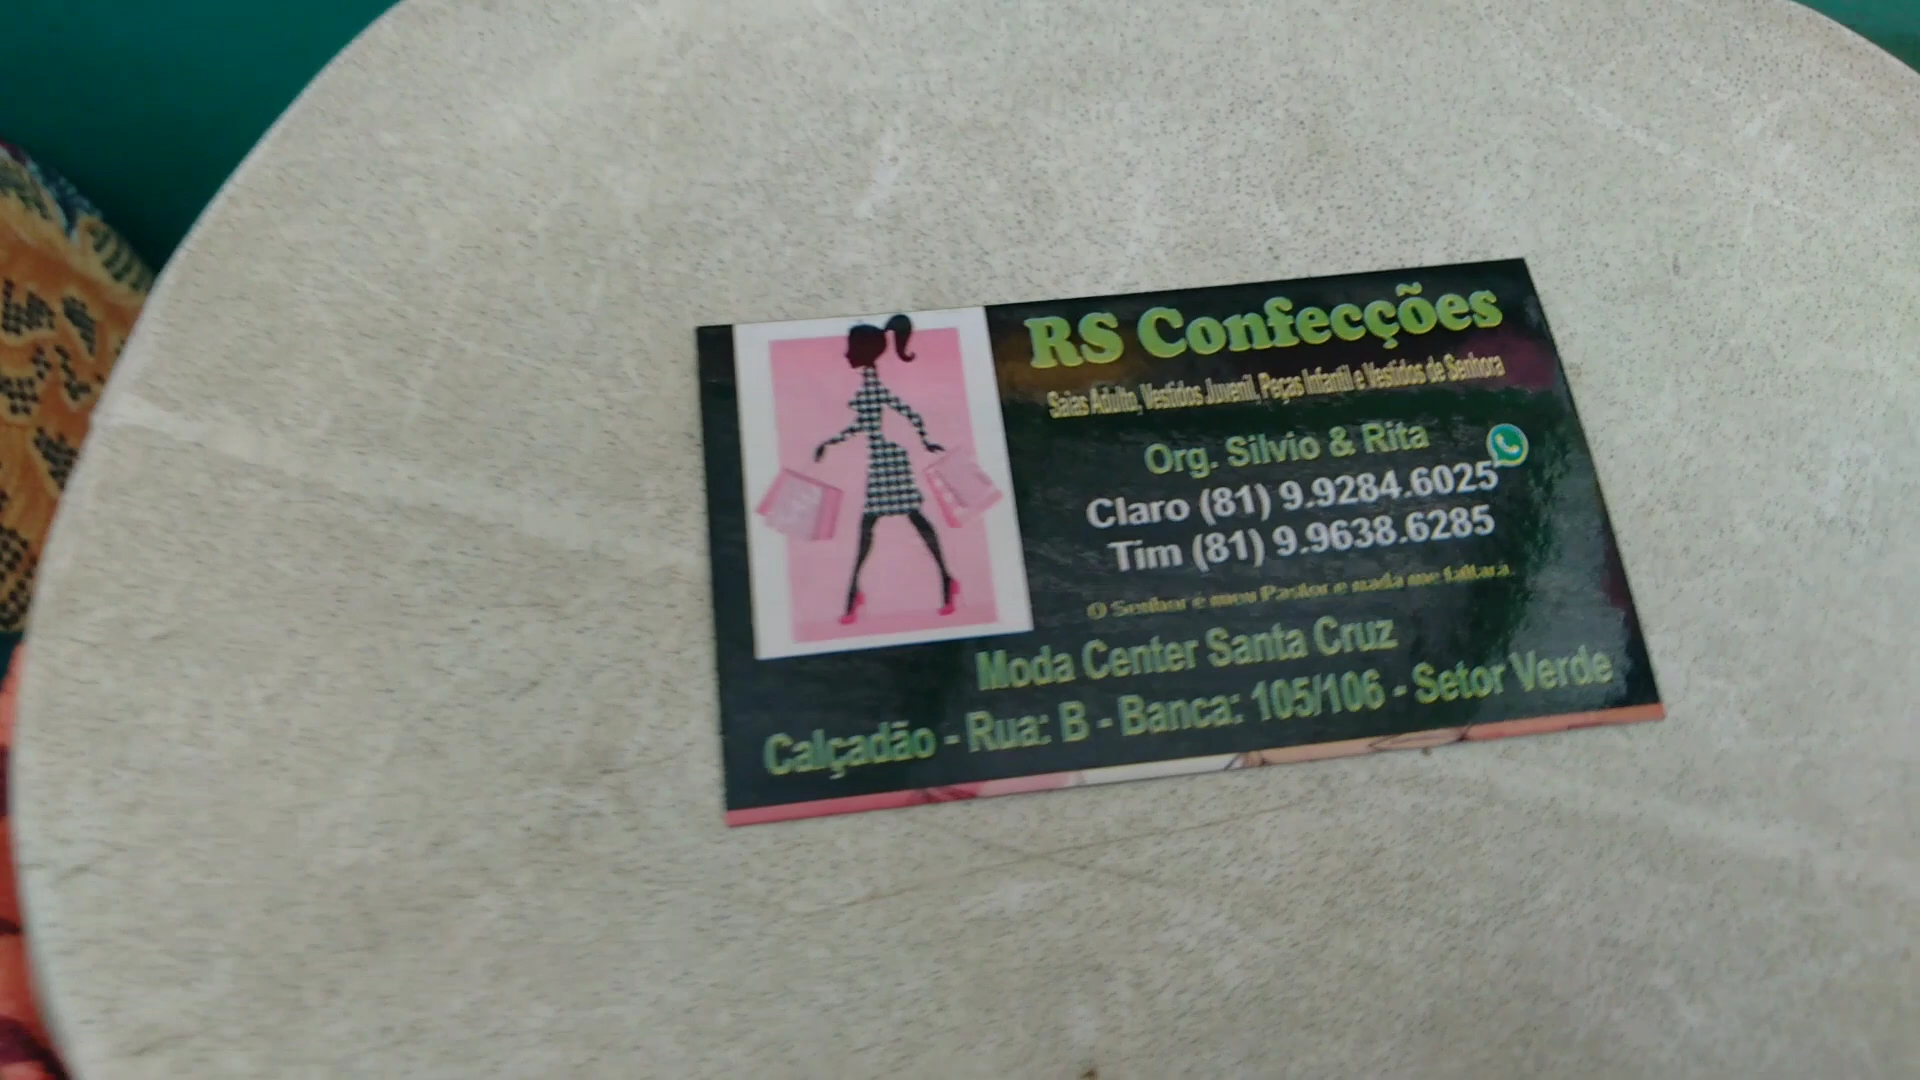 RS Confecções
Saias Adulto, Vestidos Juvenil, Peças Infantil e Vestidos de Senhora
Org. Silvio & Rita
Claro (81) 9.9284.6025
Tim (81) 9.9638.6285
O Senhor é meu Pastor e nada me faltará.
Moda Center Santa Cruz
Calçadão - Rua: B - Banca: 105/106 - Setor Verde